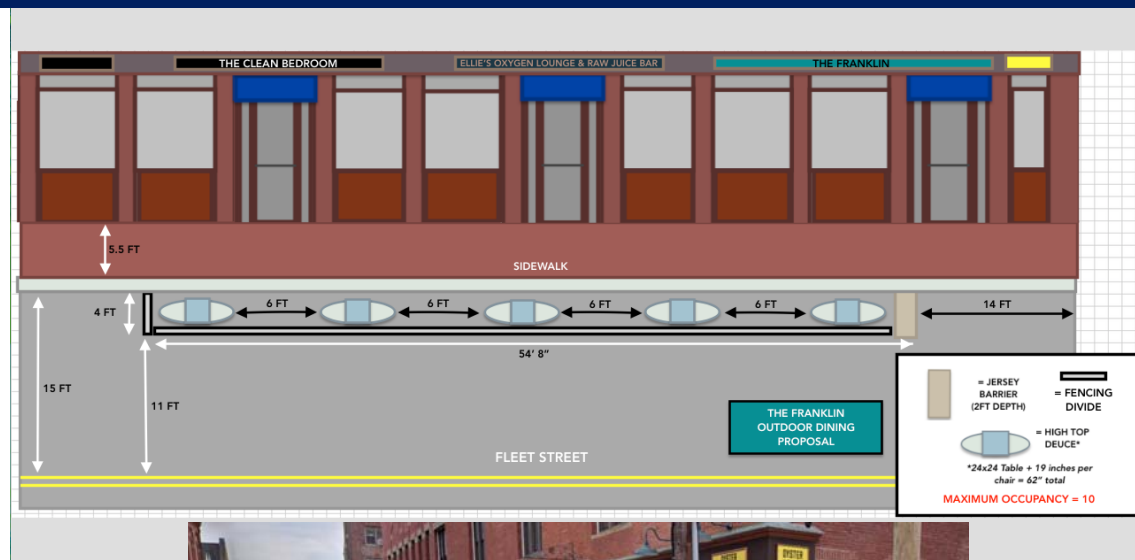 THE CLEAN BEDROOM
ELLIE'S OXYGEN LOUNGE & RAW JUICE BAR
THE FRANKLIN
5.5 FT
SIDEWALK
4 FT
6 FT
6 FT
6 FT
6 FT
14 FT
54' 8"
15 FT
11 FT
= JERSEY
BARRIER
(2FT DEPTH)
= FENCING
DIVIDE
THE FRANKLIN
OUTDOOR DINING
PROPOSAL
= HIGH TOP
DEUCE*
FLEET STREET
*24x24 Table + 19 inches per
chair = 62" total
MAXIMUM OCCUPANCY = 10
OYSTER
OYSTER